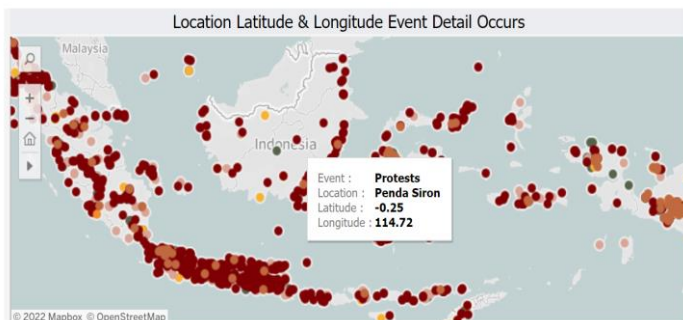 Location Latitude & Longitude Event Detail Occurs
Malaysia
Indonesia
Event : Protests
Location : Penda Siron
Latitude : -0.25
Longitude : 114.72
© 2022 Mapbox © OpenStreetMap